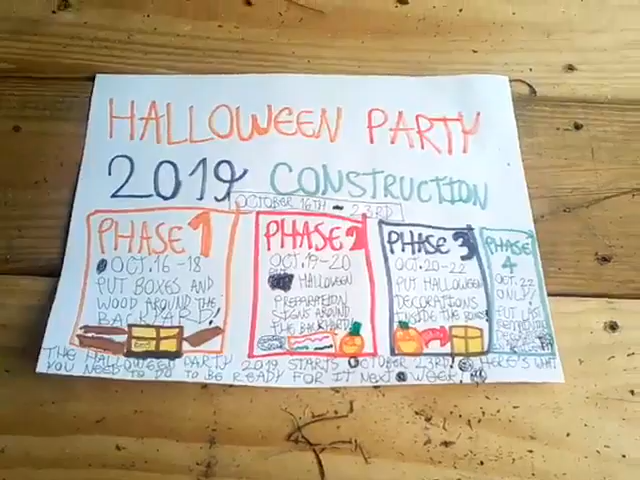 HALLOWEEN PARTY
2019 CONSTRUCTION
OCTOBER 16TH - 23RD
PHASE 1
OCT. 16-18
PUT BOXES AND
WOOD AROUND THE
BACKYARD!
PHASE 2
OCT. 19-20
HALLOWEEN
PREPARATION
SIGNS AROUND
THE BACKYARD!
PHASE 3
OCT. 20-22
PUT HALLOWEEN
DECORATIONS
INSIDE THE BOXES!
PHASE
4
OCT. 22
ONLY!
PUT LAST
THE HALLOWEEN PARTY 2019 STARTS OCTOBER 23RD! HERE'S WHAT
YOU NEED TO DO TO BE READY FOR IT NEXT WEEK!